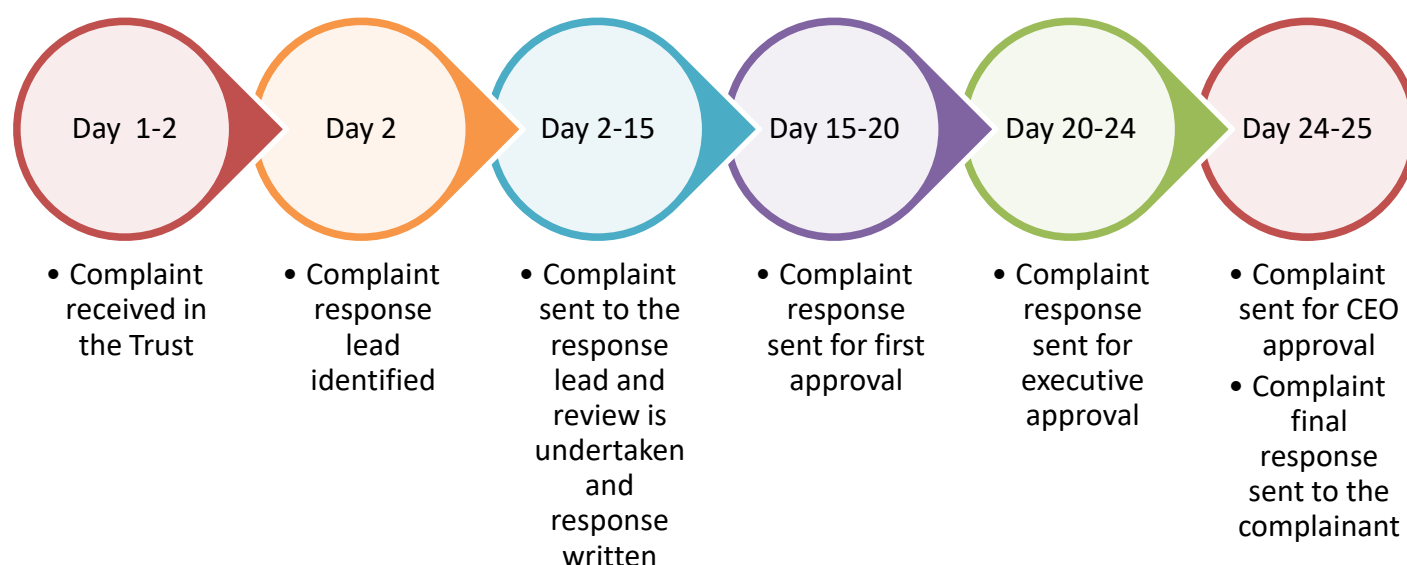 Day 1-2
Day 2
Day 2-15
Day 15-20
Day 20-24
Day 24-25
• Complaint
received in
the Trust
• Complaint
response
lead
identified
• Complaint
sent to the
response
lead and
review is
undertaken
and
response
written
• Complaint
response
sent for first
approval
• Complaint
response
sent for
executive
approval
• Complaint
sent for CEO
approval
• Complaint
final
response
sent to the
complainant